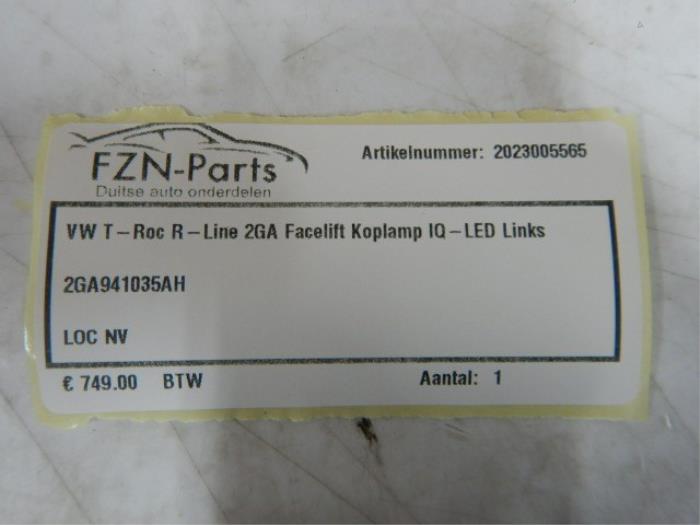 FZN-Parts
Duitse auto onderdelen
Artikelnummer: 2023005565
VW T-Roc R-Line 2GA Facelift Koplamp IQ-LED Links
2GA941035AH
LOC NV
€ 749.00 BTW
Aantal: 1